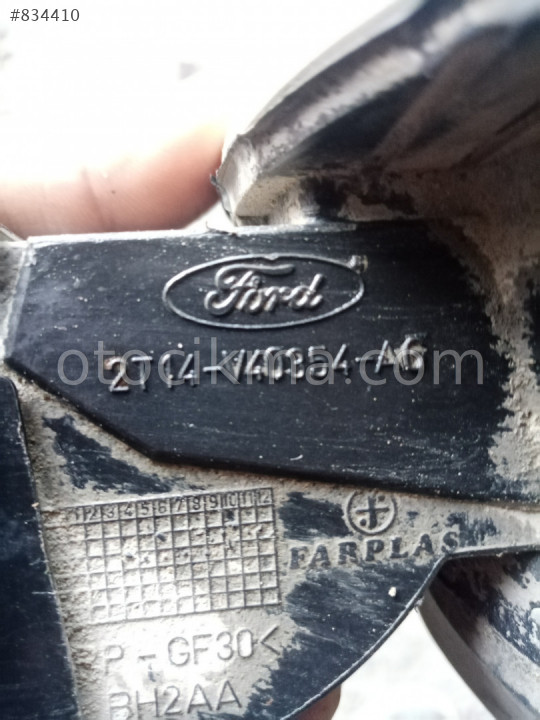 #834410
Ford
2T14-V40354-AG
otocikma.com
1 2 3 4 5 6 7 8 9 10 11 12
FARPLAS
P-GF30<
BH2AA